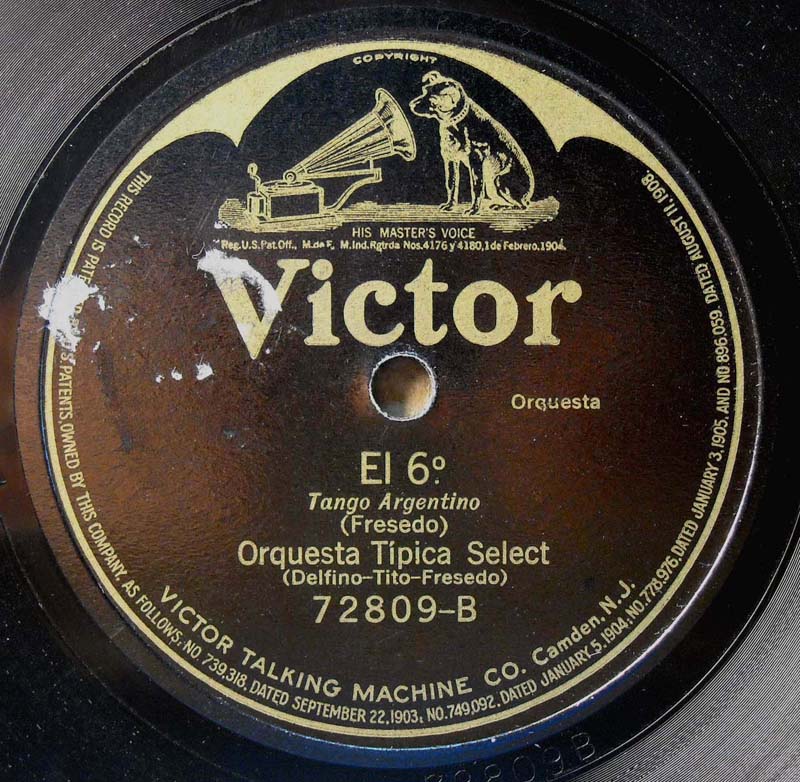 COPYRIGHT
HIS MASTER'S VOICE
Reg.U.S.Pat.Off., M.de F. M.Ind.Rgtrda Nos.4176 y 4180,1 de Febrero,1904.
Victor
Orquesta
El 6º
Tango Argentino
(Fresedo)
Orquesta Típica Select
(Delfino-Tito-Fresedo)
72809-B
VICTOR TALKING MACHINE CO. Camden, N.J.
THIS RECORD IS S. PATENTS, OWNED BY THIS COMPANY, AS FOLLOWS: NO. 739,318, DATED SEPTEMBER 22, 1903; NO. 749,092, DATED JANUARY 5, 1904; NO. 778,976, DATED JANUARY 3, 1905, AND NO 896,059, DATED AUGUST 11, 1908.